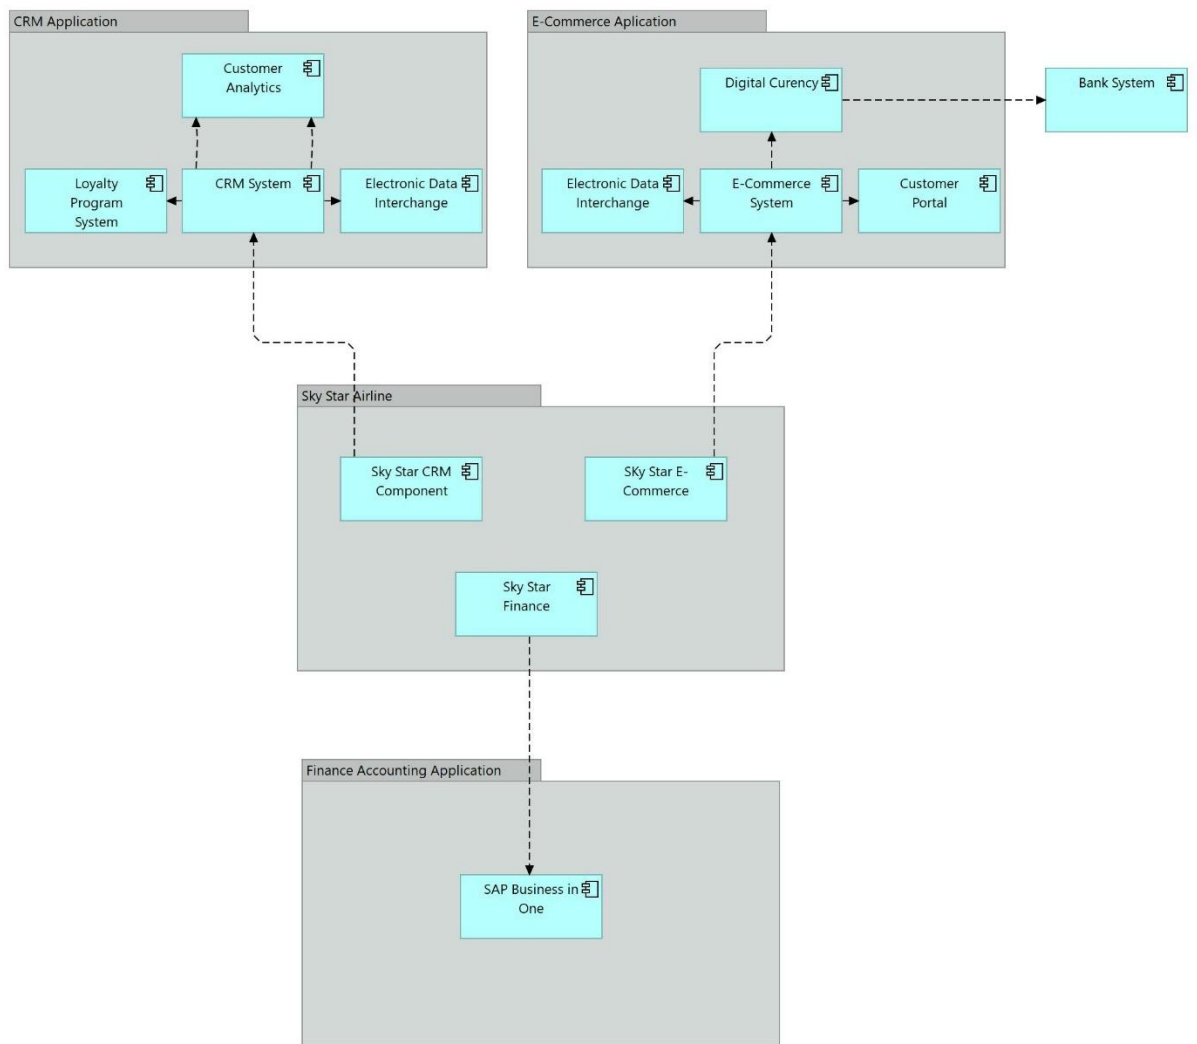 CRM Application
Customer
Analytics
Loyalty
Program
System
CRM System
Electronic Data
Interchange
E-Commerce Aplication
Digital Curency
Electronic Data
Interchange
E-Commerce
System
Customer
Portal
Bank System
Sky Star Airline
Sky Star CRM
Component
SKy Star E-
Commerce
Sky Star
Finance
Finance Accounting Application
SAP Business in
One